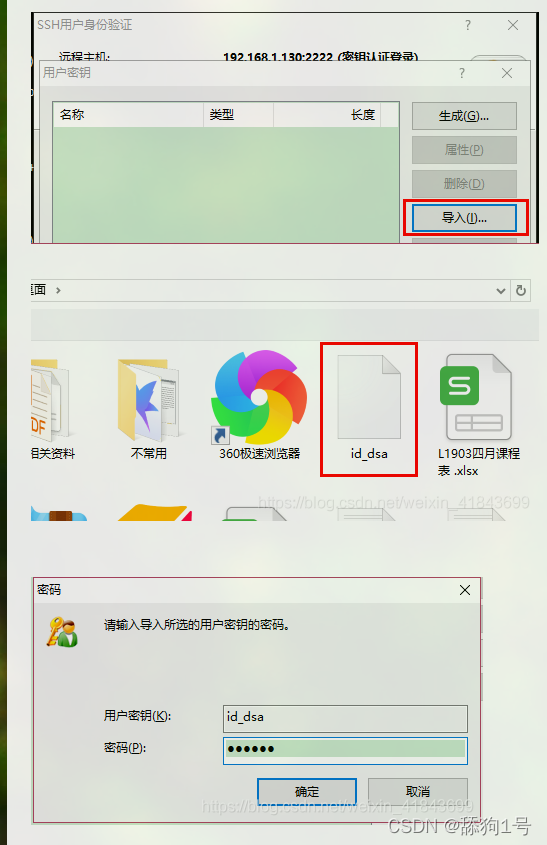 SSH用户身份验证
远程主机: 192.168.1.130:2222 (密钥认证登录)
用户密钥
名称 类型 长度
生成(G)...
属性(P)
删除(D)
导入(I)...
桌面
相关资料
不常用
360极速浏览器
id_dsa
L1903四月课程
表 .xlsx
https://blog.csdn.net/weixin_41843699
密码
请输入导入所选的用户密钥的密码。
用户密钥(K): id_dsa
密码(P): ●●●●●●
确定 取消
https://blog.csdn.net/weixin_41843699
CSDN @舔狗1号